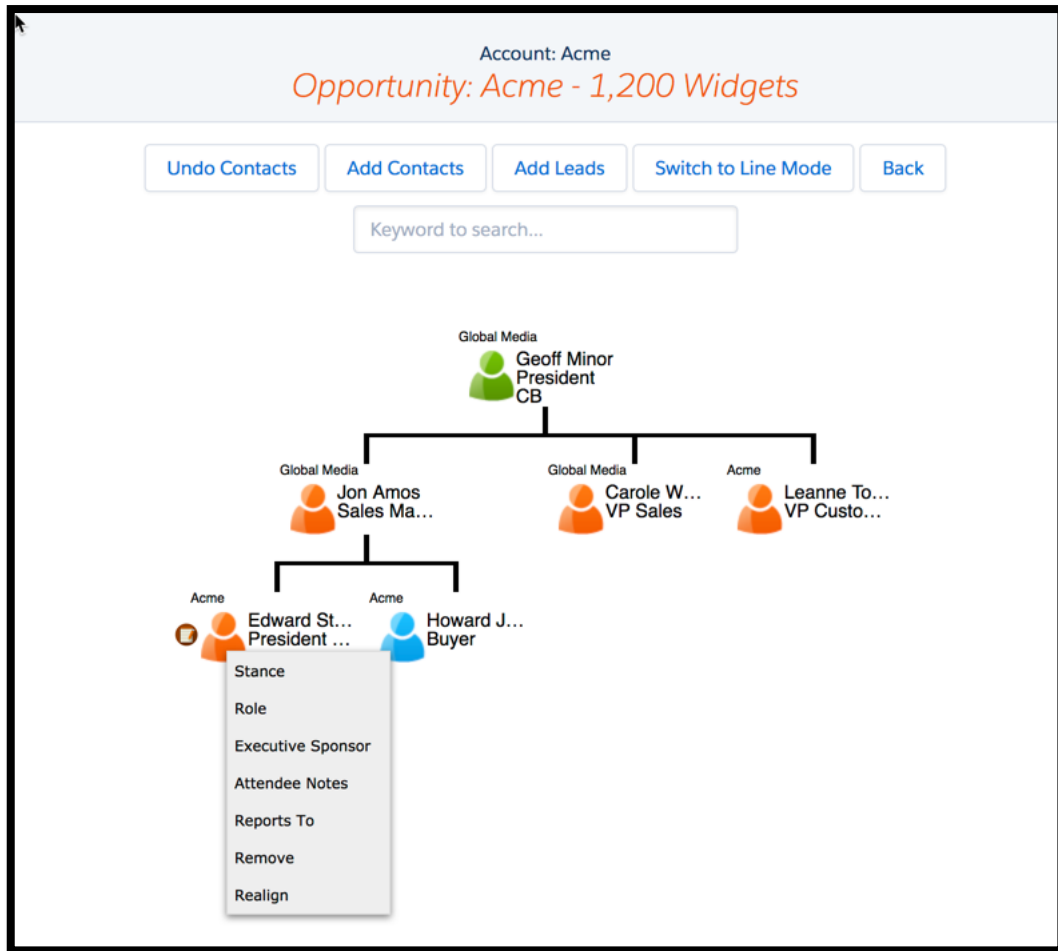 Account: Acme
Opportunity: Acme - 1,200 Widgets
Undo Contacts
Add Contacts
Add Leads
Switch to Line Mode
Back
Keyword to search...
Global Media
Geoff Minor
President
CB
Global Media
Jon Amos
Sales Ma...
Global Media
Carole W...
VP Sales
Acme
Leanne To...
VP Custo...
Acme
Edward St...
President ...
Acme
Howard J...
Buyer
Stance
Role
Executive Sponsor
Attendee Notes
Reports To
Remove
Realign